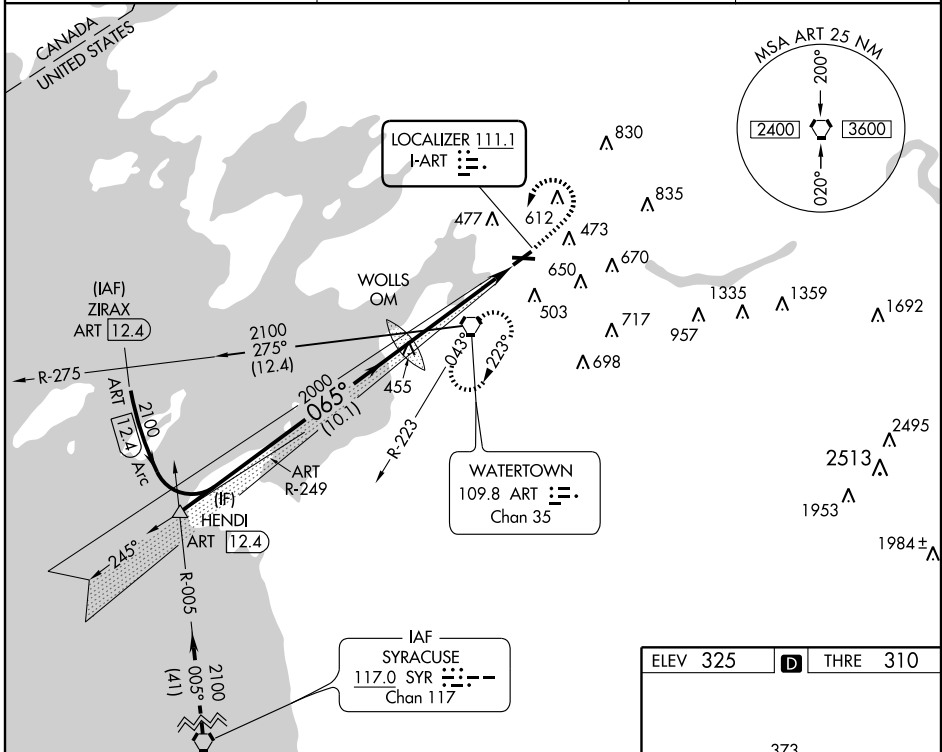 CANADA
UNITED STATES
MSA ART 25 NM
200°
2400
3600
020°
LOCALIZER 111.1
I-ART
830
835
477
612
473
670
650
503
WOLLS
OM
717
698
957
1335
1359
1692
(IAF)
ZIRAX
ART 12.4
2100
275°
(12.4)
R-275
455
043°
223°
2100
ART 12.4 Arc
2000
065°
(10.1)
R-223
ART
R-249
WATERTOWN
109.8 ART
Chan 35
2495
2513
1953
1984±
(IF)
HENDI
ART 12.4
245°
R-005
2100
005°
(41)
IAF
SYRACUSE
117.0 SYR
Chan 117
ELEV 325 D THRE 310
373